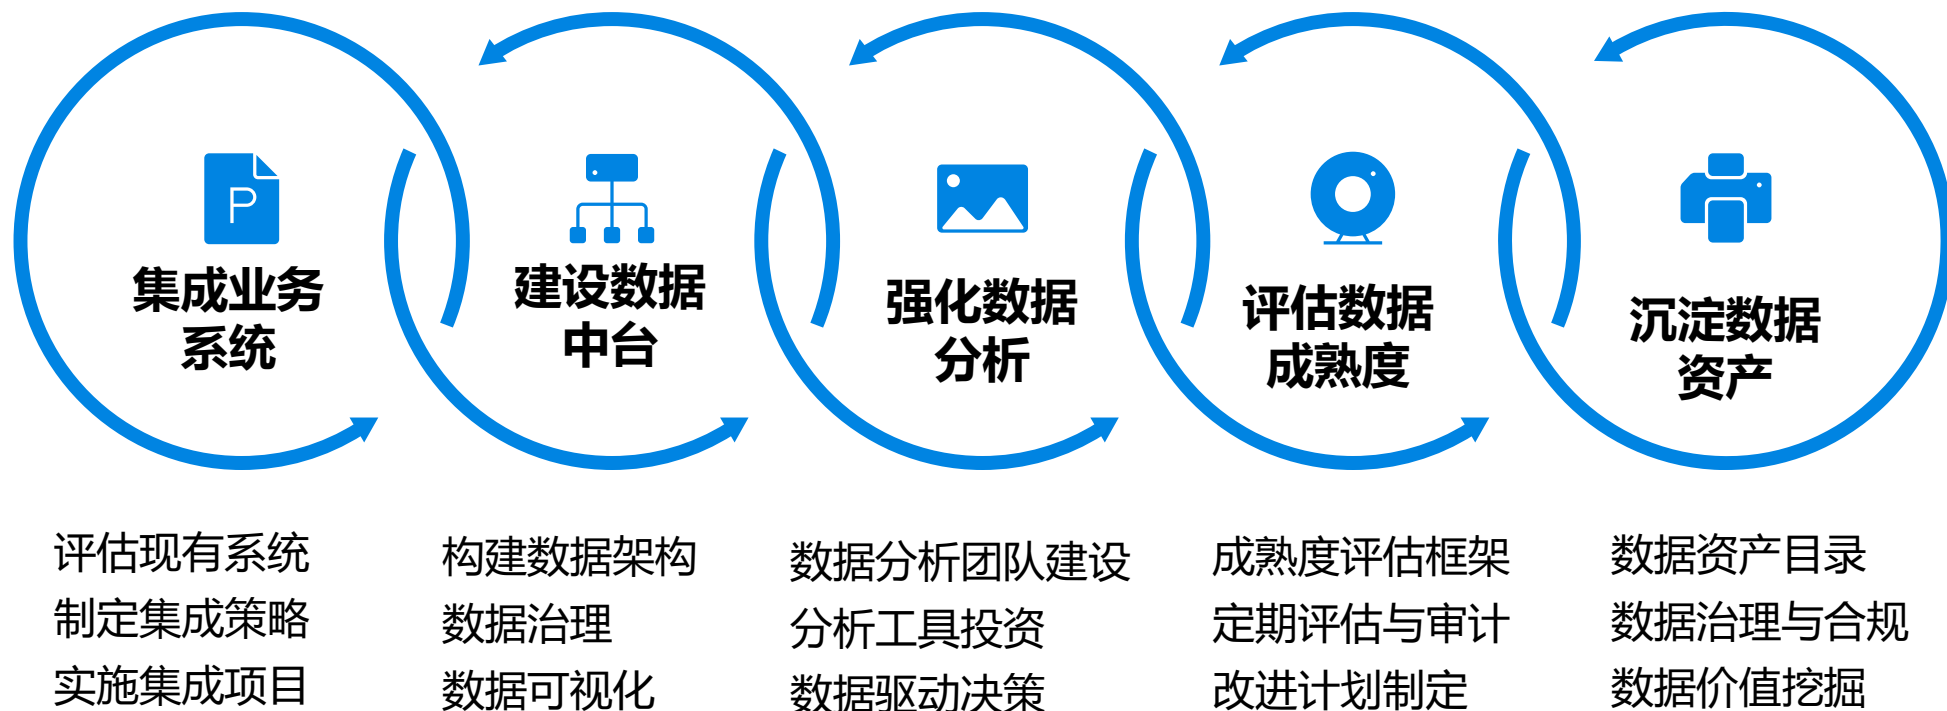 P
集成业务
系统
建设数据
中台
强化数据
分析
评估数据
成熟度
沉淀数据
资产
评估现有系统
制定集成策略
实施集成项目
构建数据架构
数据治理
数据可视化
数据分析团队建设
分析工具投资
数据驱动决策
成熟度评估框架
定期评估与审计
改进计划制定
数据资产目录
数据治理与合规
数据价值挖掘